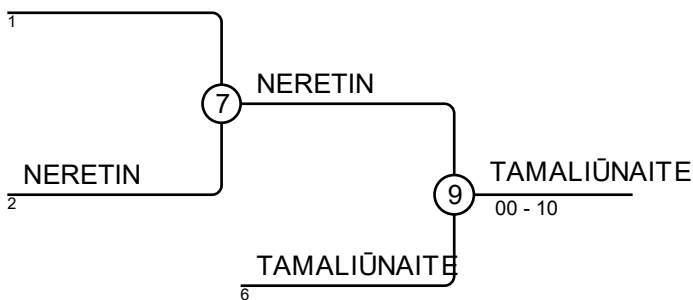 1
7
NERETIN
NERETIN
2
9
TAMALIŪNAITE
00 - 10
TAMALIŪNAITE
6